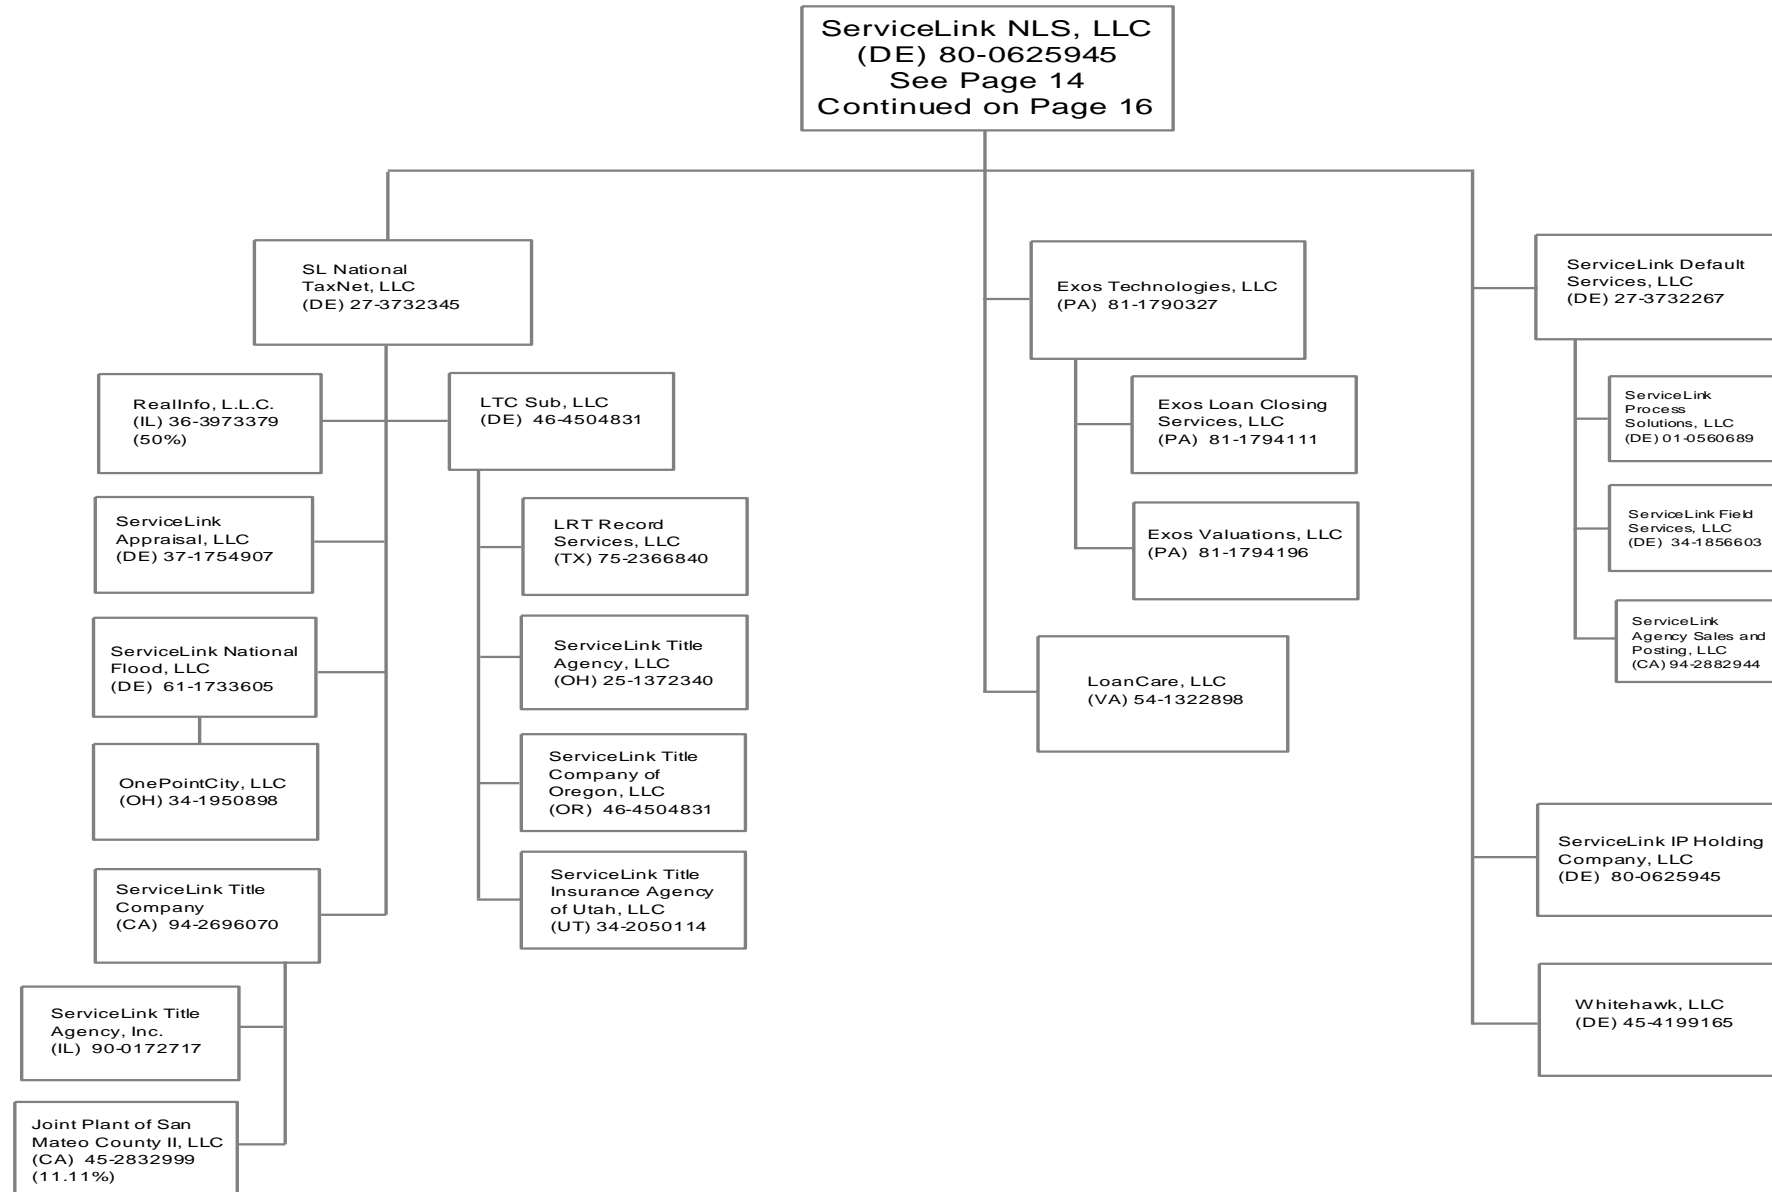 ServiceLink NLS, LLC
(DE) 80-0625945
See Page 14
Continued on Page 16
SL National
TaxNet, LLC
(DE) 27-3732345
RealInfo, L.L.C.
(IL) 36-3973379
(50%)
LTC Sub, LLC
(DE) 46-4504831
ServiceLink
Appraisal, LLC
(DE) 37-1754907
ServiceLink National
Flood, LLC
(DE) 61-1733605
OnePointCity, LLC
(OH) 34-1950898
ServiceLink Title
Company
(CA) 94-2696070
ServiceLink Title
Agency, Inc.
(IL) 90-0172717
Joint Plant of San
Mateo County II, LLC
(CA) 45-2832999
(11.11%)
LRT Record
Services, LLC
(TX) 75-2366840
ServiceLink Title
Agency, LLC
(OH) 25-1372340
ServiceLink Title
Company of
Oregon, LLC
(OR) 46-4504831
ServiceLink Title
Insurance Agency
of Utah, LLC
(UT) 34-2050114
Exos Technologies, LLC
(PA) 81-1790327
Exos Loan Closing
Services, LLC
(PA) 81-1794111
Exos Valuations, LLC
(PA) 81-1794196
LoanCare, LLC
(VA) 54-1322898
ServiceLink Default
Services, LLC
(DE) 27-3732267
ServiceLink
Process
Solutions, LLC
(DE) 01-0560689
ServiceLink Field
Services, LLC
(DE) 34-1856603
ServiceLink
Agency Sales and
Posting, LLC
(CA) 94-2882944
ServiceLink IP Holding
Company, LLC
(DE) 80-0625945
Whitehawk, LLC
(DE) 45-4199165